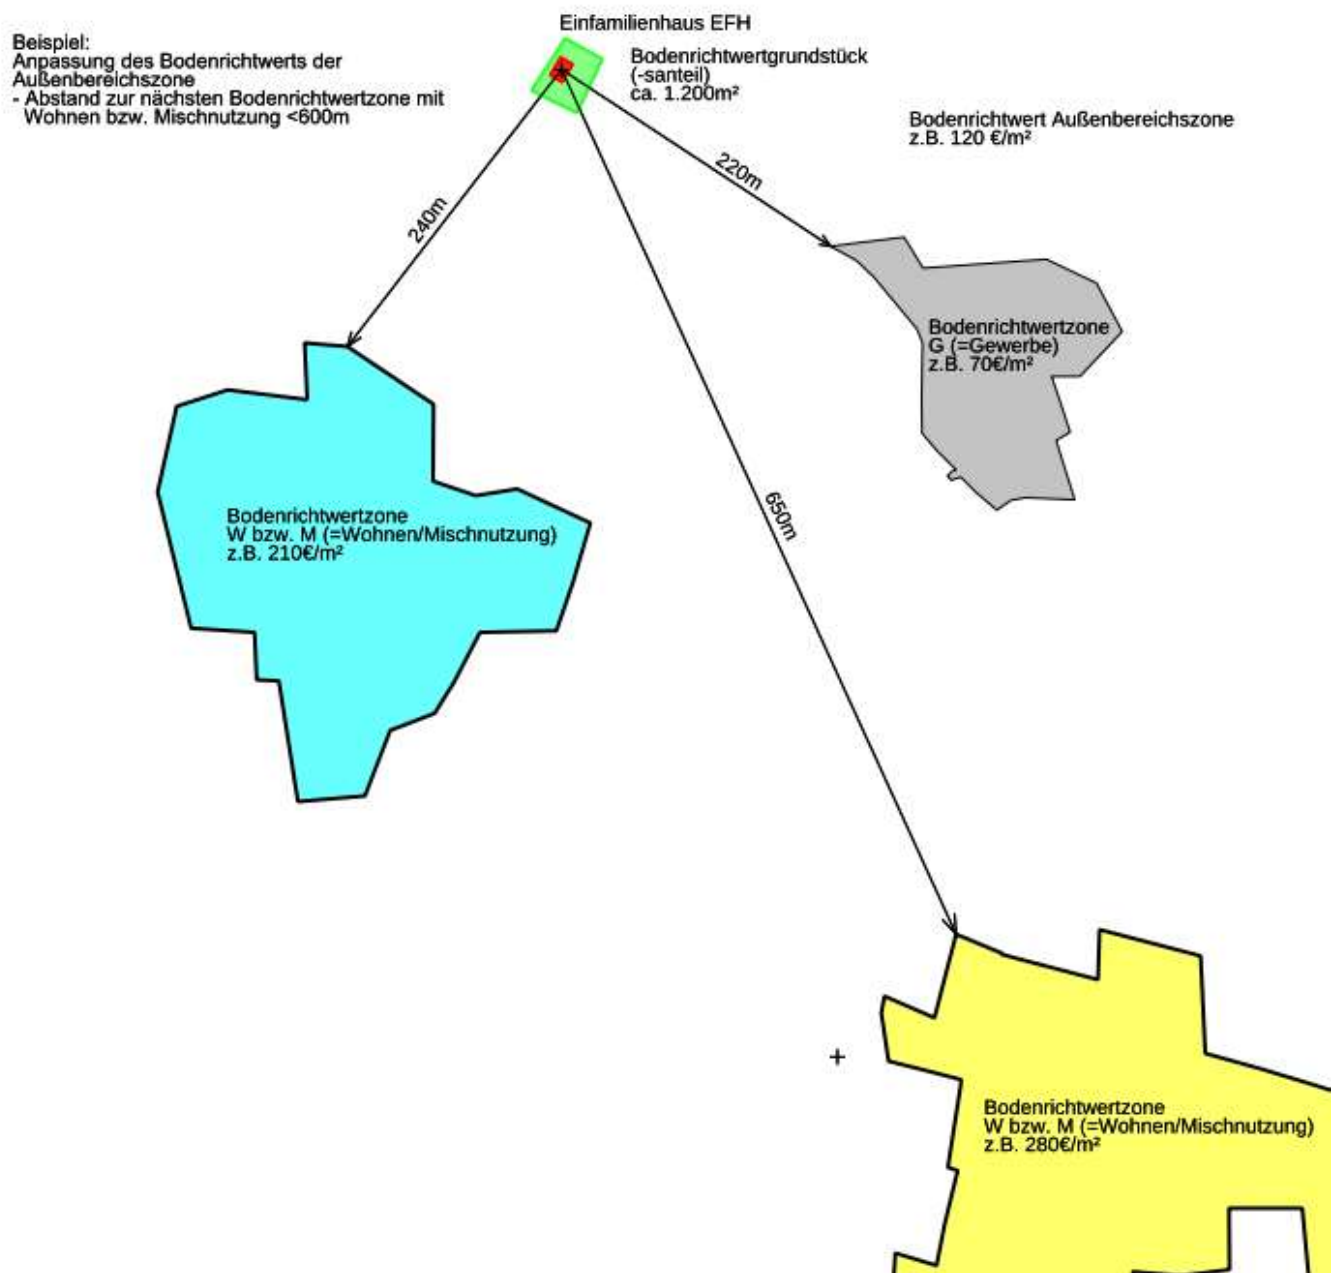 Einfamilienhaus EFH
Beispiel:
Anpassung des Bodenrichtwerts der
Außenbereichszone
- Abstand zur nächsten Bodenrichtwertzone mit
Wohnen bzw. Mischnutzung <600m
Bodenrichtwertgrundstück
(-santeil)
ca. 1.200m²
Bodenrichtwert Außenbereichszone
z.B. 120 €/m²
220m
240m
Bodenrichtwertzone
G (=Gewerbe)
z.B. 70€/m²
650m
Bodenrichtwertzone
W bzw. M (=Wohnen/Mischnutzung)
z.B. 210€/m²
Bodenrichtwertzone
W bzw. M (=Wohnen/Mischnutzung)
z.B. 280€/m²